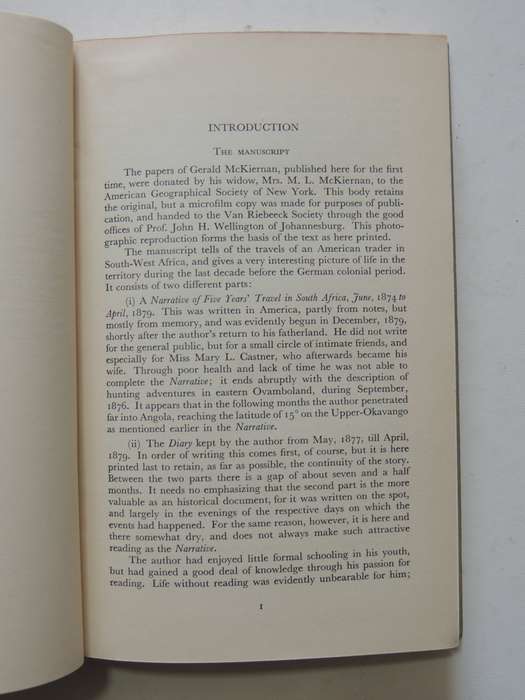 INTRODUCTION
The manuscript
The papers of Gerald McKiernan, published here for the first
time, were donated by his widow, Mrs. M. L. McKiernan, to the
American Geographical Society of New York. This body retains
the original, but a microfilm copy was made for purposes of publi-
cation, and handed to the Van Riebeeck Society through the good
offices of Prof. John H. Wellington of Johannesburg. This photo-
graphic reproduction forms the basis of the text as here printed.
The manuscript tells of the travels of an American trader in
South-West Africa, and gives a very interesting picture of life in the
territory during the last decade before the German colonial period.
It consists of two different parts:
(i) A Narrative of Five Years' Travel in South Africa, June, 1874 to
April, 1879. This was written in America, partly from notes, but
mostly from memory, and was evidently begun in December, 1879,
shortly after the author's return to his fatherland. He did not write
for the general public, but for a small circle of intimate friends, and
especially for Miss Mary L. Castner, who afterwards became his
wife. Through poor health and lack of time he was not able to
complete the Narrative; it ends abruptly with the description of
hunting adventures in eastern Ovamboland, during September,
1876. It appears that in the following months the author penetrated
far into Angola, reaching the latitude of 15° on the Upper-Okavango
as mentioned earlier in the Narrative.
(ii) The Diary kept by the author from May, 1877, till April,
1879. In order of writing this comes first, of course, but it is here
printed last to retain, as far as possible, the continuity of the story.
Between the two parts there is a gap of about seven and a half
months. It needs no emphasizing that the second part is the more
valuable as an historical document, for it was written on the spot,
and largely in the evenings of the respective days on which the
events had happened. For the same reason, however, it is here and
there somewhat dry, and does not always make such attractive
reading as the Narrative.
The author had enjoyed little formal schooling in his youth,
but had gained a good deal of knowledge through his passion for
reading. Life without reading was evidently unbearable for him;
1